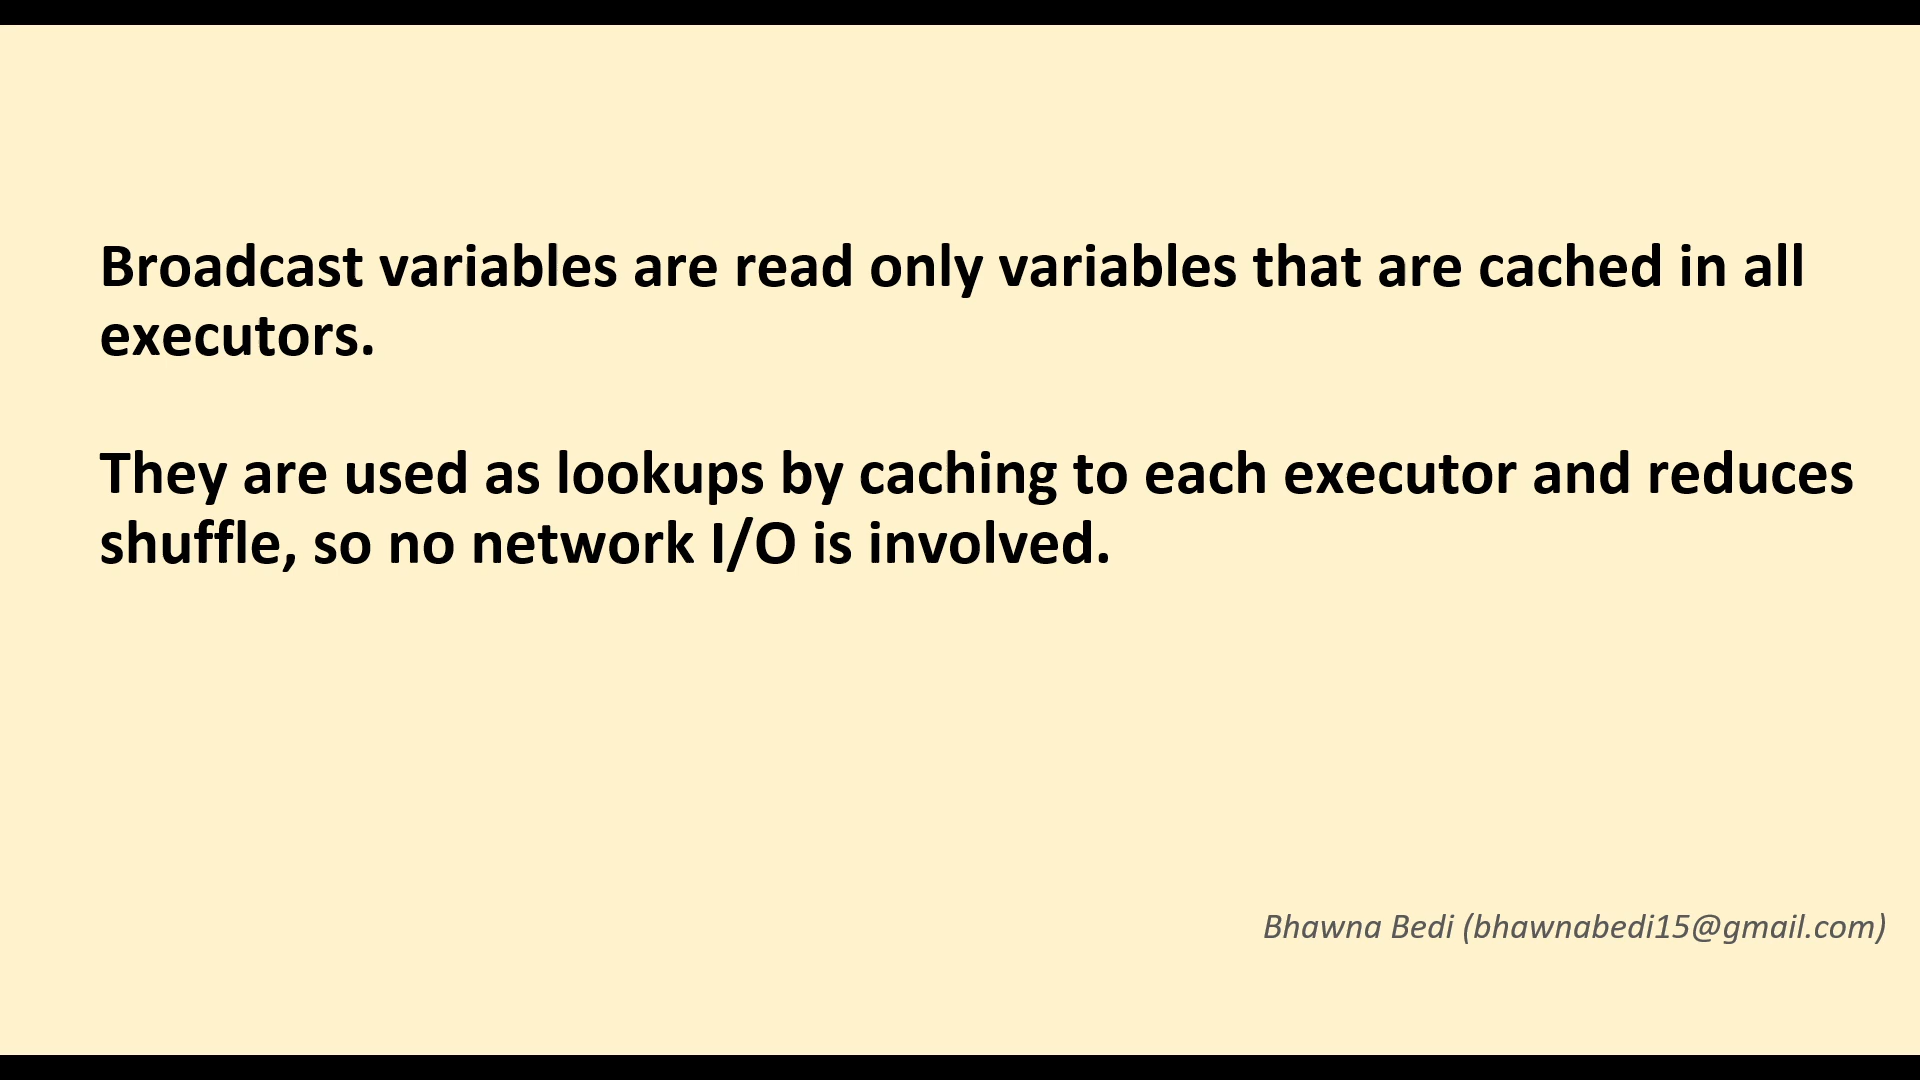 Broadcast variables are read only variables that are cached in all
executors.
They are used as lookups by caching to each executor and reduces
shuffle, so no network I/O is involved.
Bhawna Bedi (bhawnabedi15@gmail.com)